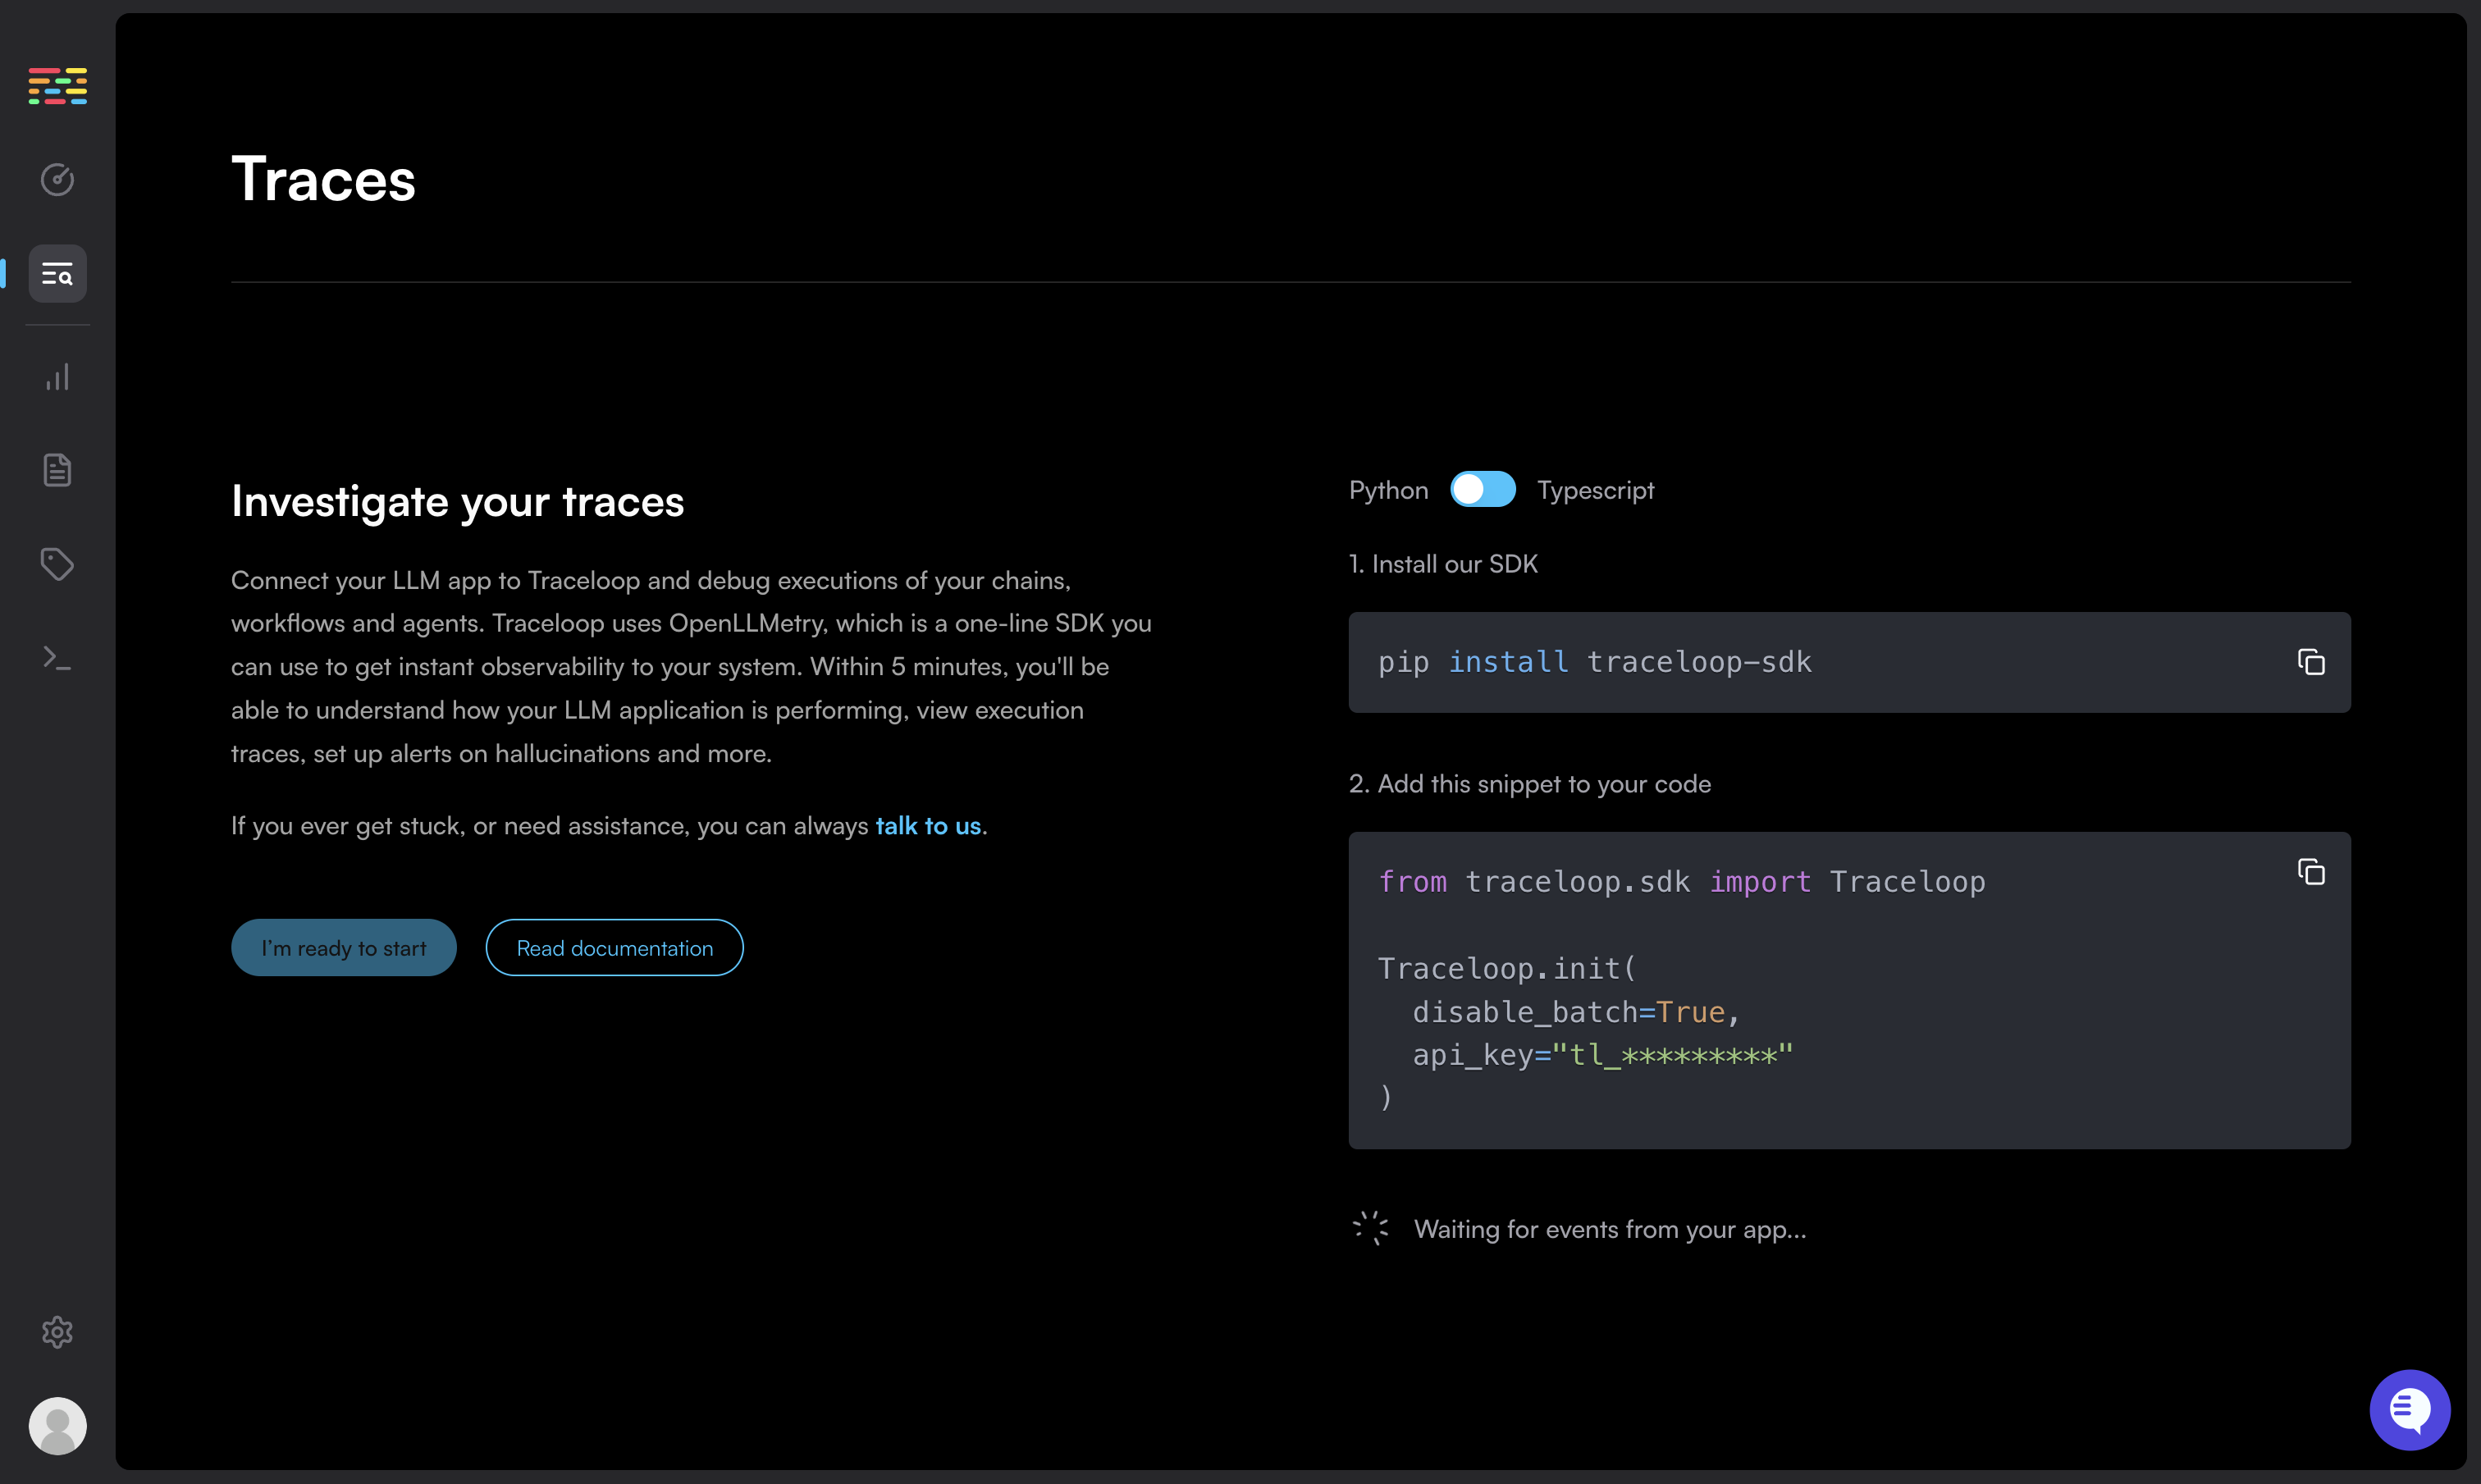 Traces
Investigate your traces
Connect your LLM app to Traceloop and debug executions of your chains,
workflows and agents. Traceloop uses OpenLLMetry, which is a one-line SDK you
can use to get instant observability to your system. Within 5 minutes, you'll be
able to understand how your LLM application is performing, view execution
traces, set up alerts on hallucinations and more.
If you ever get stuck, or need assistance, you can always talk to us.
I’m ready to start
Read documentation
Python Typescript
1. Install our SDK
pip install traceloop-sdk
2. Add this snippet to your code
from traceloop.sdk import Traceloop
Traceloop.init(
  disable_batch=True,
  api_key="tl_*********"
)
Waiting for events from your app...